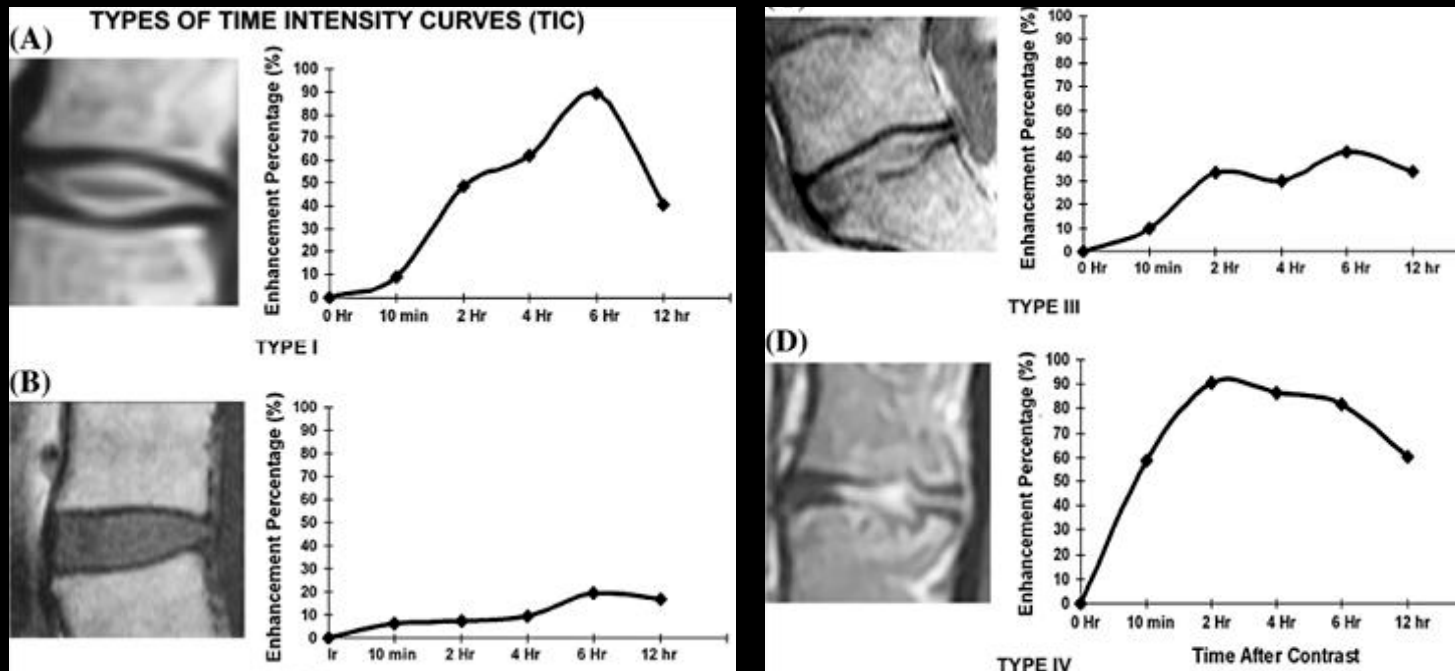 TYPES OF TIME INTENSITY CURVES (TIC)
(A)
Enhancement Percentage (%)
100
90
80
70
60
50
40
30
20
10
0
0 Hr 10 min 2 Hr 4 Hr 6 Hr 12 hr
TYPE I
(B)
Enhancement Percentage (%)
100
90
80
70
60
50
40
30
20
10
0
10 min 2 Hr 4 Hr 6 Hr 12 hr
Enhancement Percentage (%)
100
90
80
70
60
50
40
30
20
10
0
0 Hr 10 min 2 Hr 4 Hr 6 Hr 12 hr
TYPE III
(D)
Enhancement Percentage (%)
100
90
80
70
60
50
40
30
20
10
0
0 Hr 10 min 2 Hr 4 Hr 6 Hr 12 hr
Time After Contrast
TYPE IV